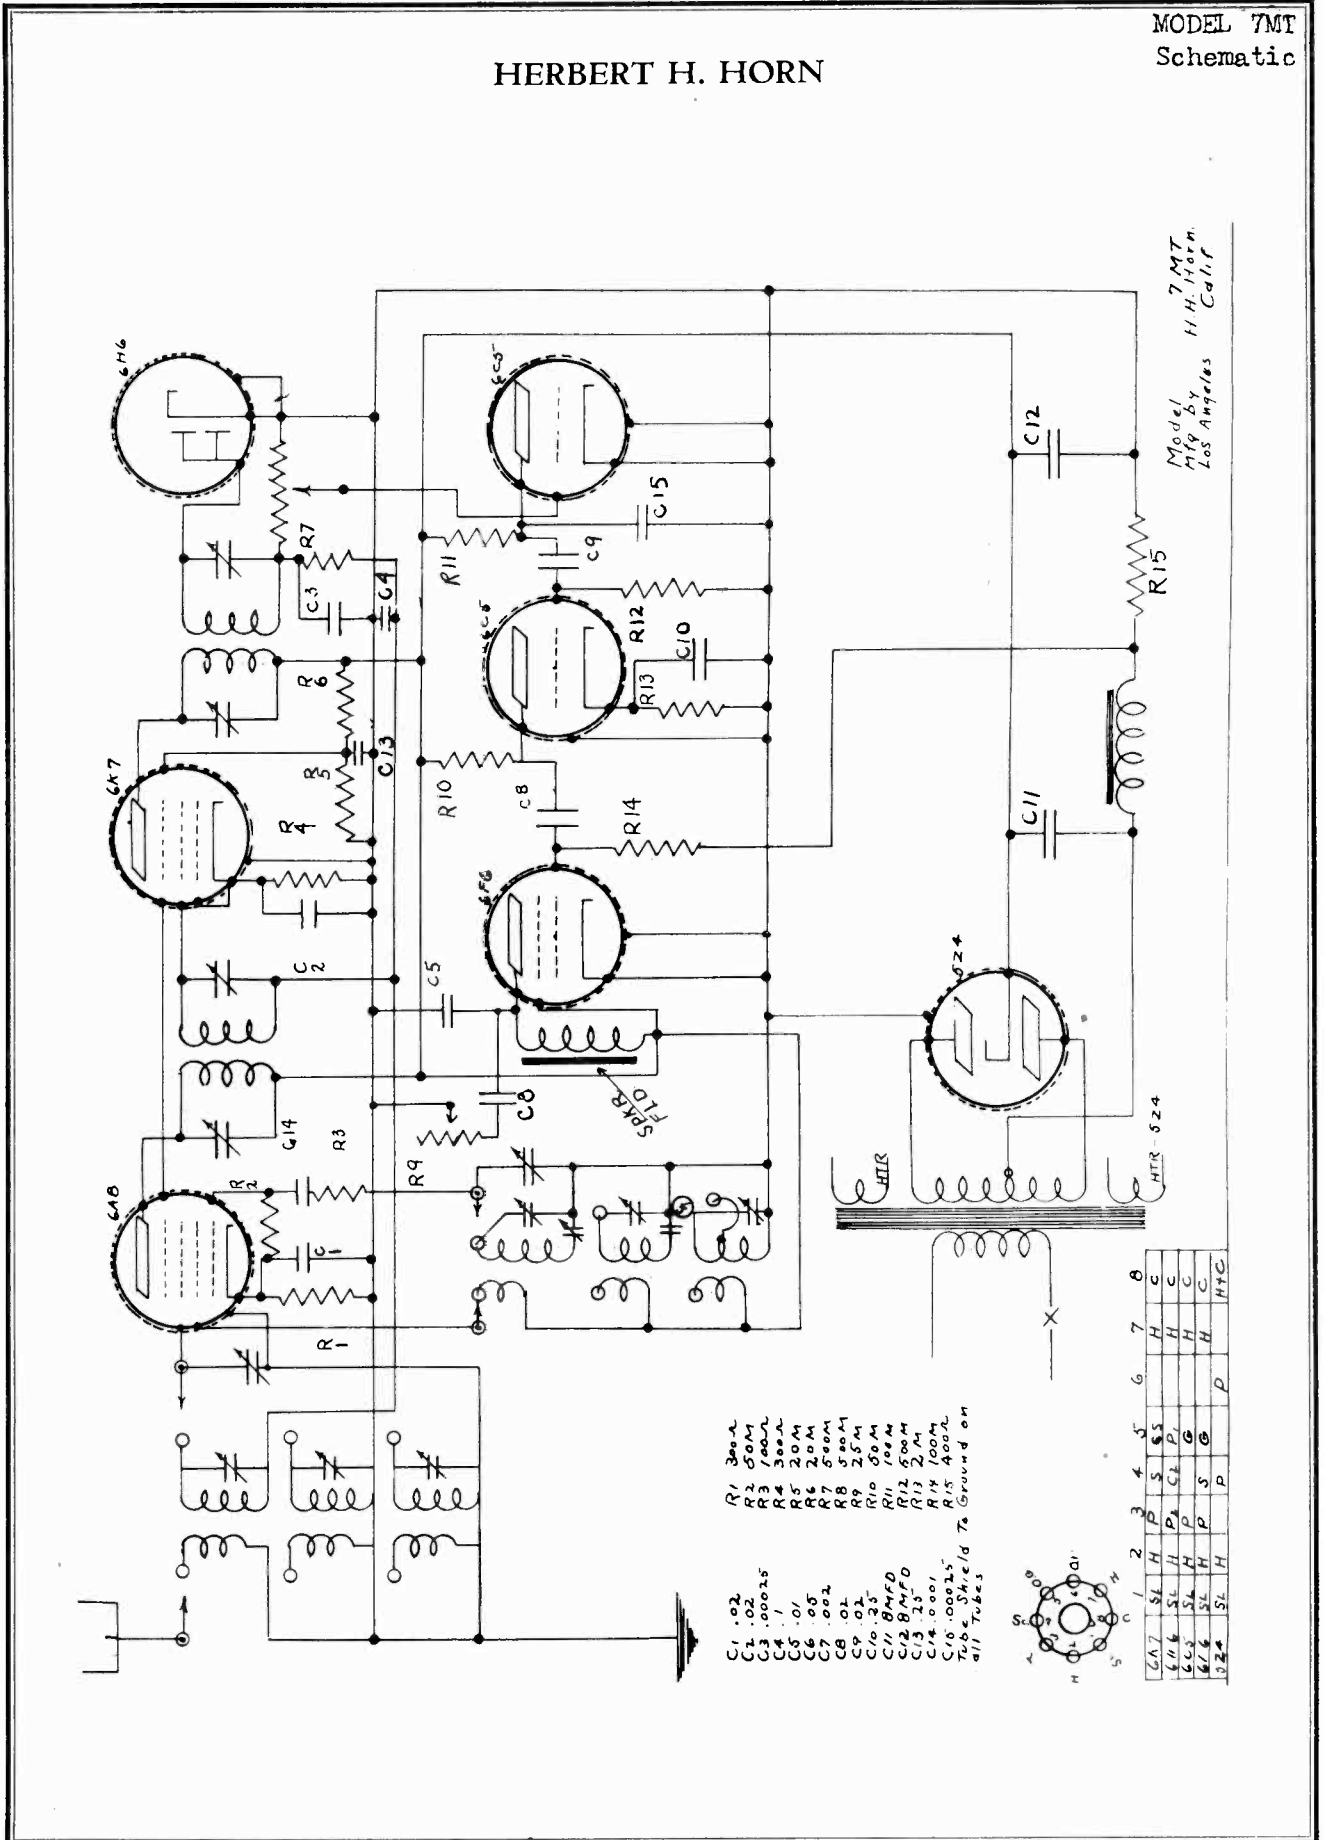 MODEL 7MT
Schematic
HERBERT H. HORN
6H6
6K7
6A8
6C5
6C5
6F6
5Z4
R7
C3
C4
R6
R5
C13
R4
C2
C14
R3
R2
C1
R1
R11
C9
C15
R12
C10
R13
R10
C8
R14
C5
C8
R9
SPKR
FLD
C12
R15
C11
HTR
HTR-5Z4
Model 7MT
Mfg by H.H. Horn
Los Angeles Calif
R1 300Ω
R2 50M
R3 100Ω
R4 300Ω
R5 20M
R6 20M
R7 500M
R8 500M
R9 25M
R10 50M
R11 100M
R12 500M
R13 2M
R14 100M
R15 400Ω
C1 .02
C2 .02
C3 .00025
C4 .1
C5 .01
C6 .05
C7 .002
C8 .02
C9 .02
C10 .25
C11 8MFD
C12 8MFD
C13 .25
C14 .0001
C15 .00025
Tube Shield To Ground on
all Tubes
1 2 3 4 5 6 7 8
6K7 SL H P S H C
6H6 SL H P2 C2 P1 H C
6C5 SL H P G H C
SL H P S G H C
5Z4 SL H P P H+C